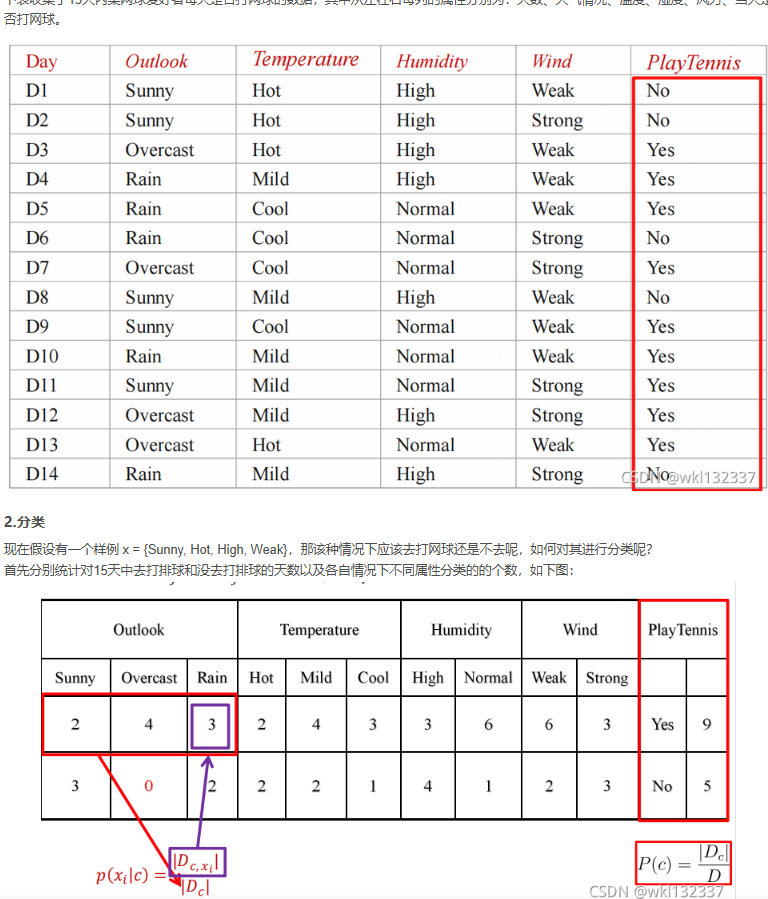 否打网球。
Day Outlook Temperature Humidity Wind PlayTennis
D1 Sunny Hot High Weak No
D2 Sunny Hot High Strong No
D3 Overcast Hot High Weak Yes
D4 Rain Mild High Weak Yes
D5 Rain Cool Normal Weak Yes
D6 Rain Cool Normal Strong No
D7 Overcast Cool Normal Strong Yes
D8 Sunny Mild High Weak No
D9 Sunny Cool Normal Weak Yes
D10 Rain Mild Normal Weak Yes
D11 Sunny Mild Normal Strong Yes
D12 Overcast Mild High Strong Yes
D13 Overcast Hot Normal Weak Yes
D14 Rain Mild High Strong No
CSDN @wkl132337
2.分类
现在假设有一个样例 x = {Sunny, Hot, High, Weak}，那该种情况下应该去打网球还是不去呢，如何对其进行分类呢？
首先分别统计对15天中去打排球和没去打排球的天数以及各自情况下不同属性分类的的个数，如下图：
Outlook Temperature Humidity Wind PlayTennis
Sunny Overcast Rain Hot Mild Cool High Normal Weak Strong
2 4 3 2 4 3 3 6 6 3 Yes 9
3 0 2 2 2 1 4 1 2 3 No 5
p(x_i|c) = |D_{c,x_i}| / |D_c|
P(c) = |D_c| / D
CSDN @wkl132337